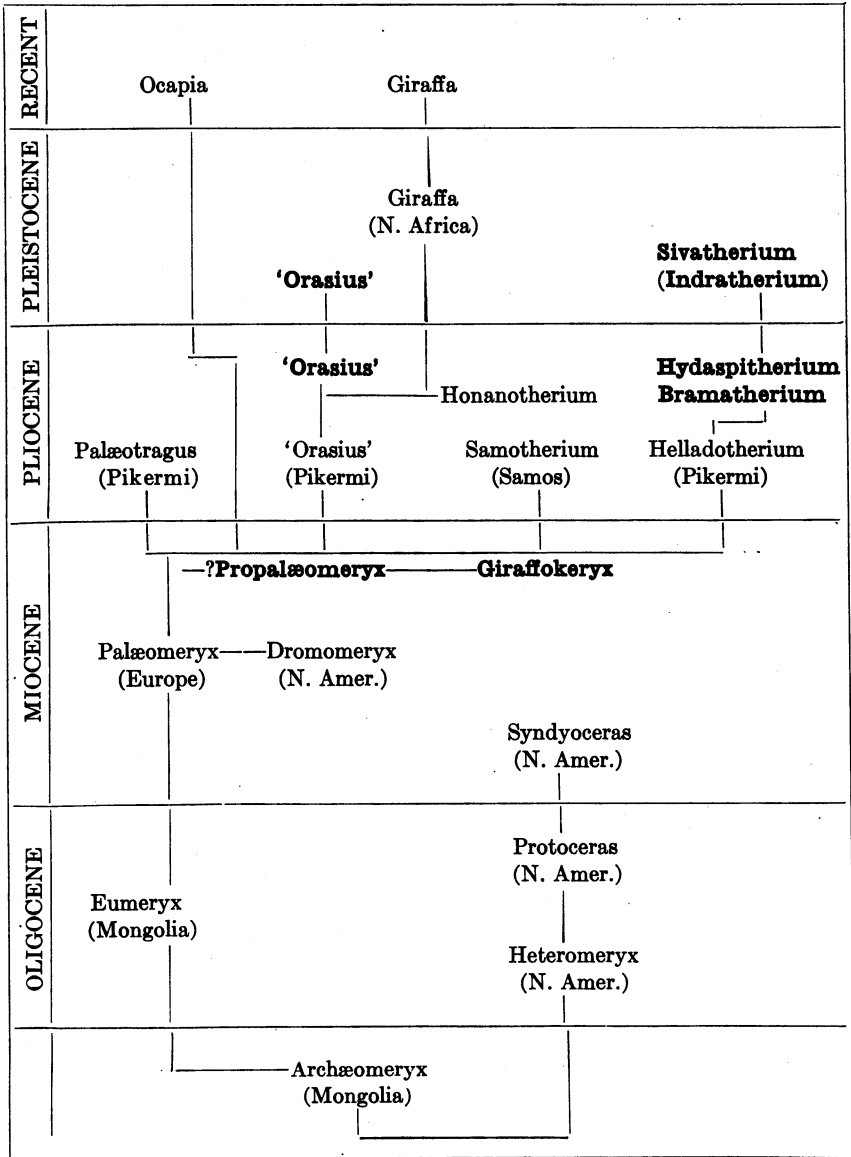 RECENT
Ocapia
Giraffa
PLEISTOCENE
Giraffa
(N. Africa)
'Orasius'
Sivatherium
(Indratherium)
PLIOCENE
'Orasius'
Honanotherium
Hydaspitherium
Bramatherium
Palæotragus
(Pikermi)
'Orasius'
(Pikermi)
Samotherium
(Samos)
Helladotherium
(Pikermi)
MIOCENE
—?Propalæomeryx——Giraffokeryx
Palæomeryx——Dromomeryx
(Europe) (N. Amer.)
Syndyoceras
(N. Amer.)
OLIGOCENE
Protoceras
(N. Amer.)
Eumeryx
(Mongolia)
Heteromeryx
(N. Amer.)
Archæomeryx
(Mongolia)